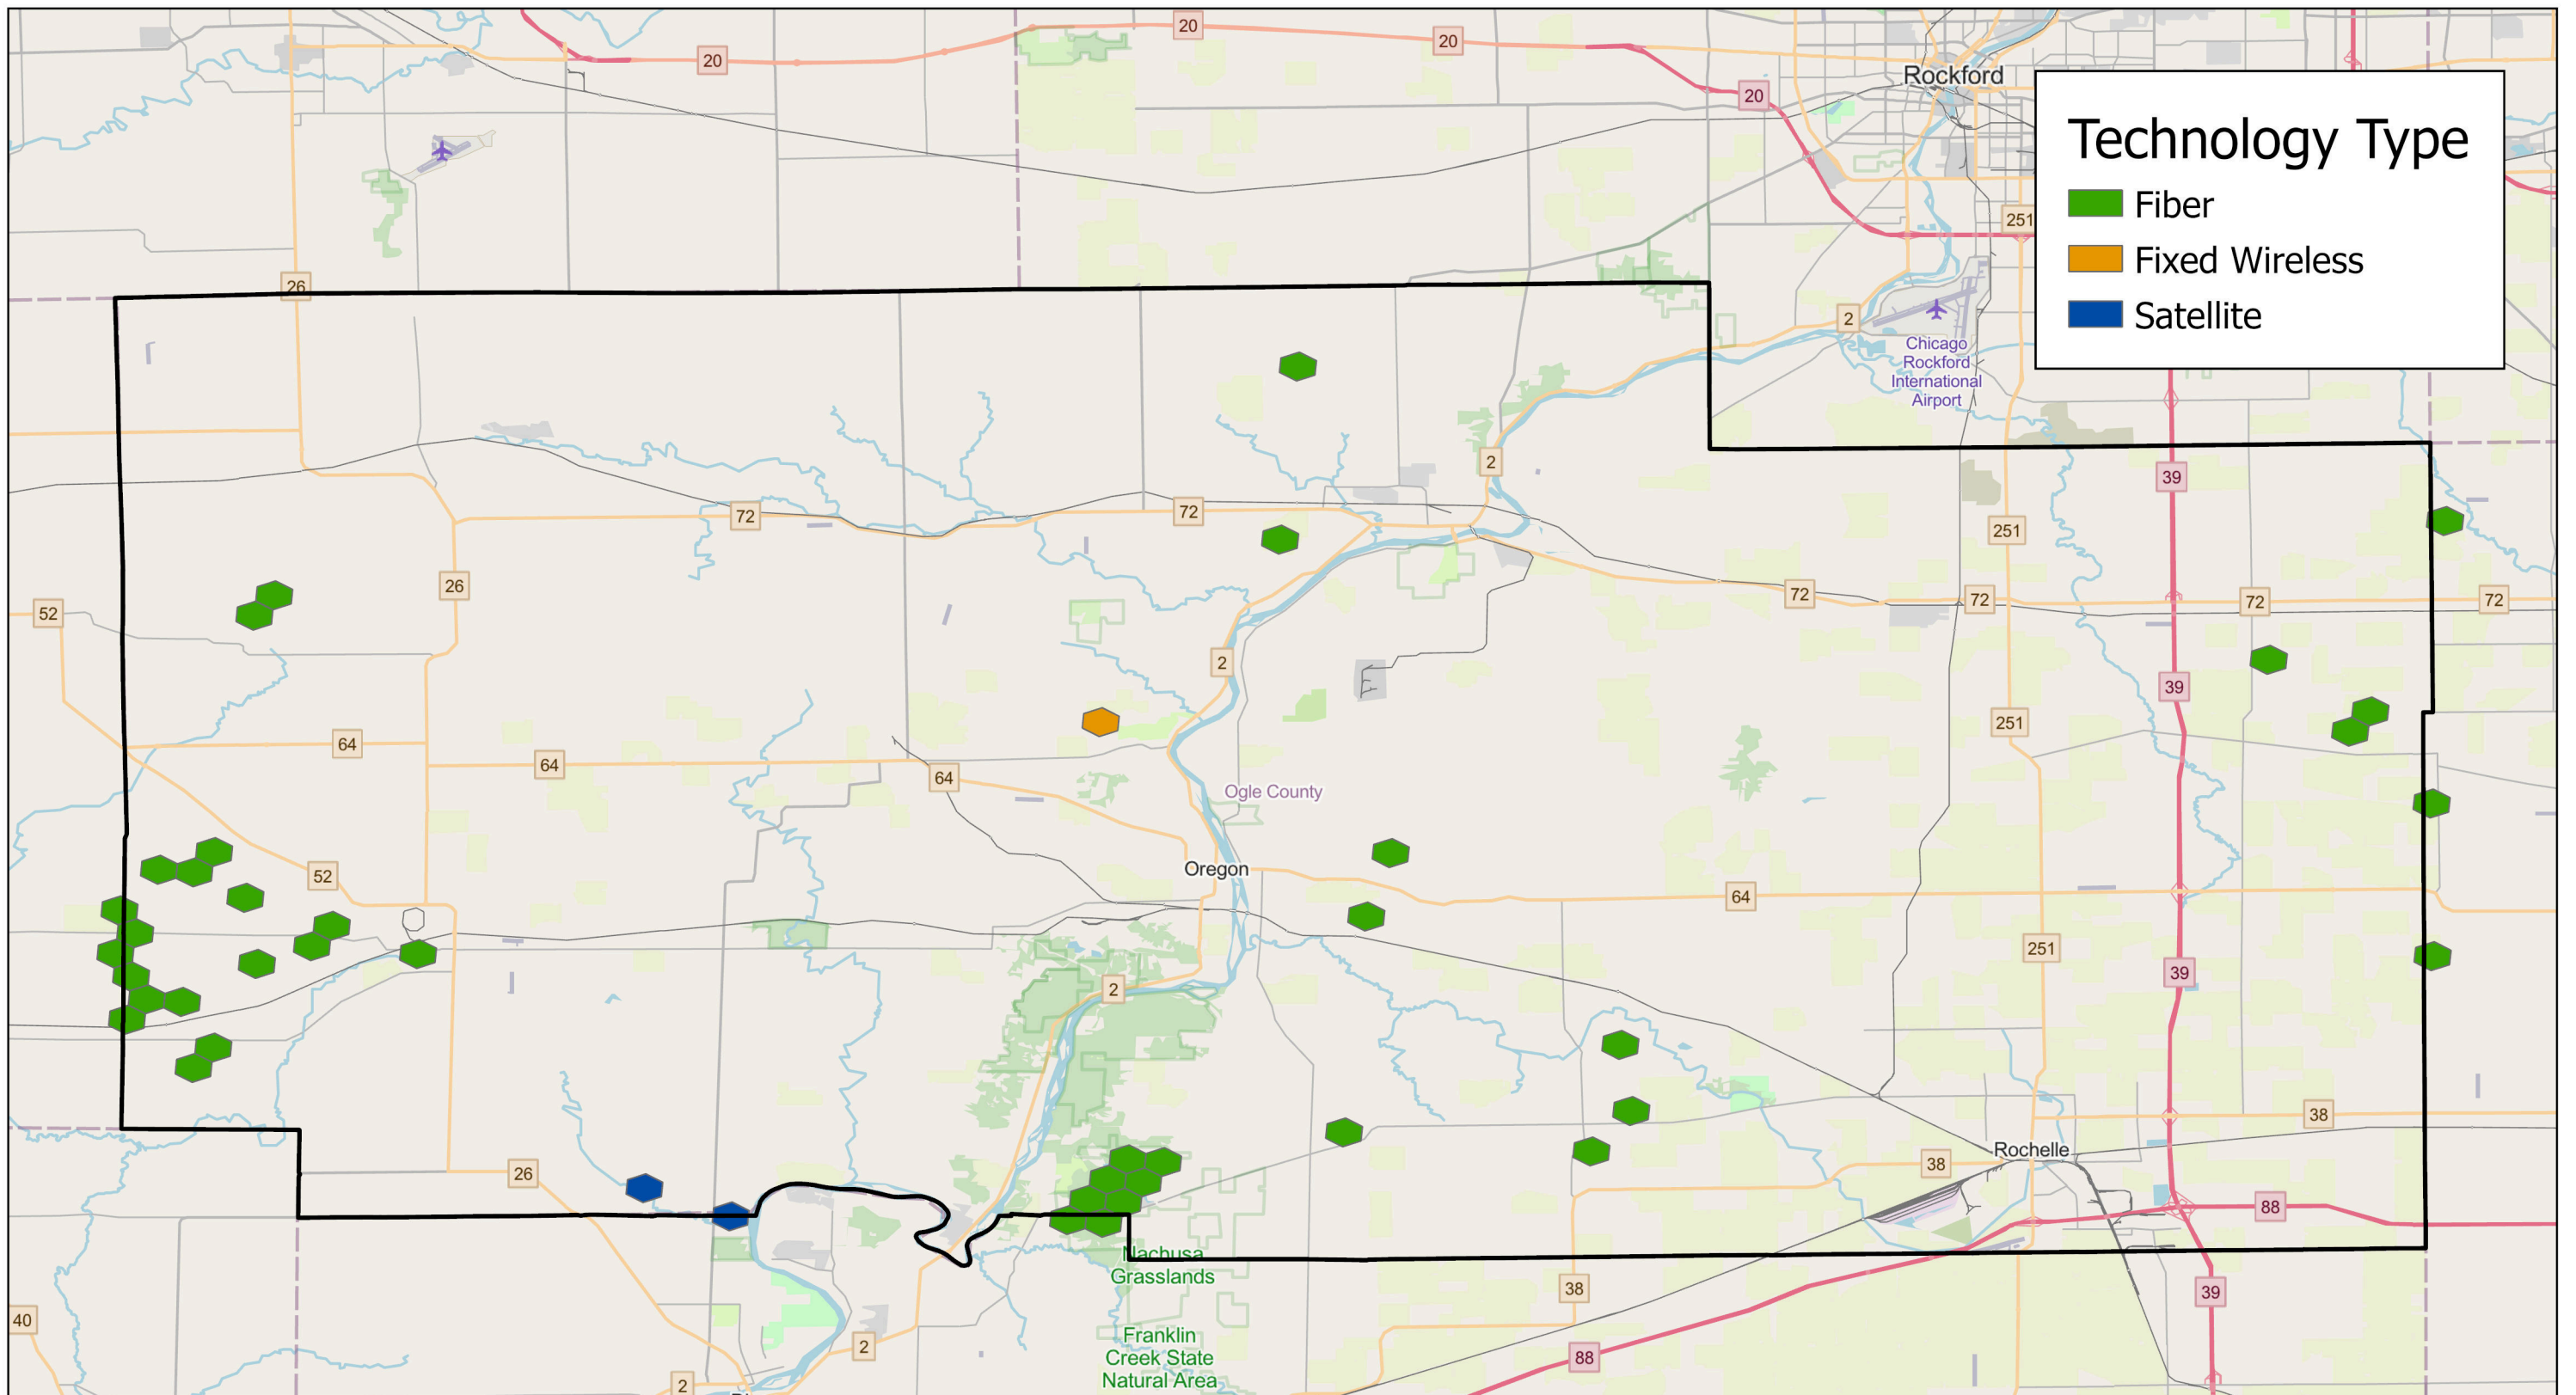 20
20
20
Rockford
20
Technology Type
Fiber
Fixed Wireless
Satellite
251
26
2
Chicago
Rockford
International
Airport
2
39
72
72
251
26
52
72
72
72
72
2
39
251
64
64
64
Ogle County
Oregon
52
64
251
39
2
38
Rochelle
38
26
88
Nachusa
Grasslands
38
39
40
Franklin
Creek State
Natural Area
2
88
2